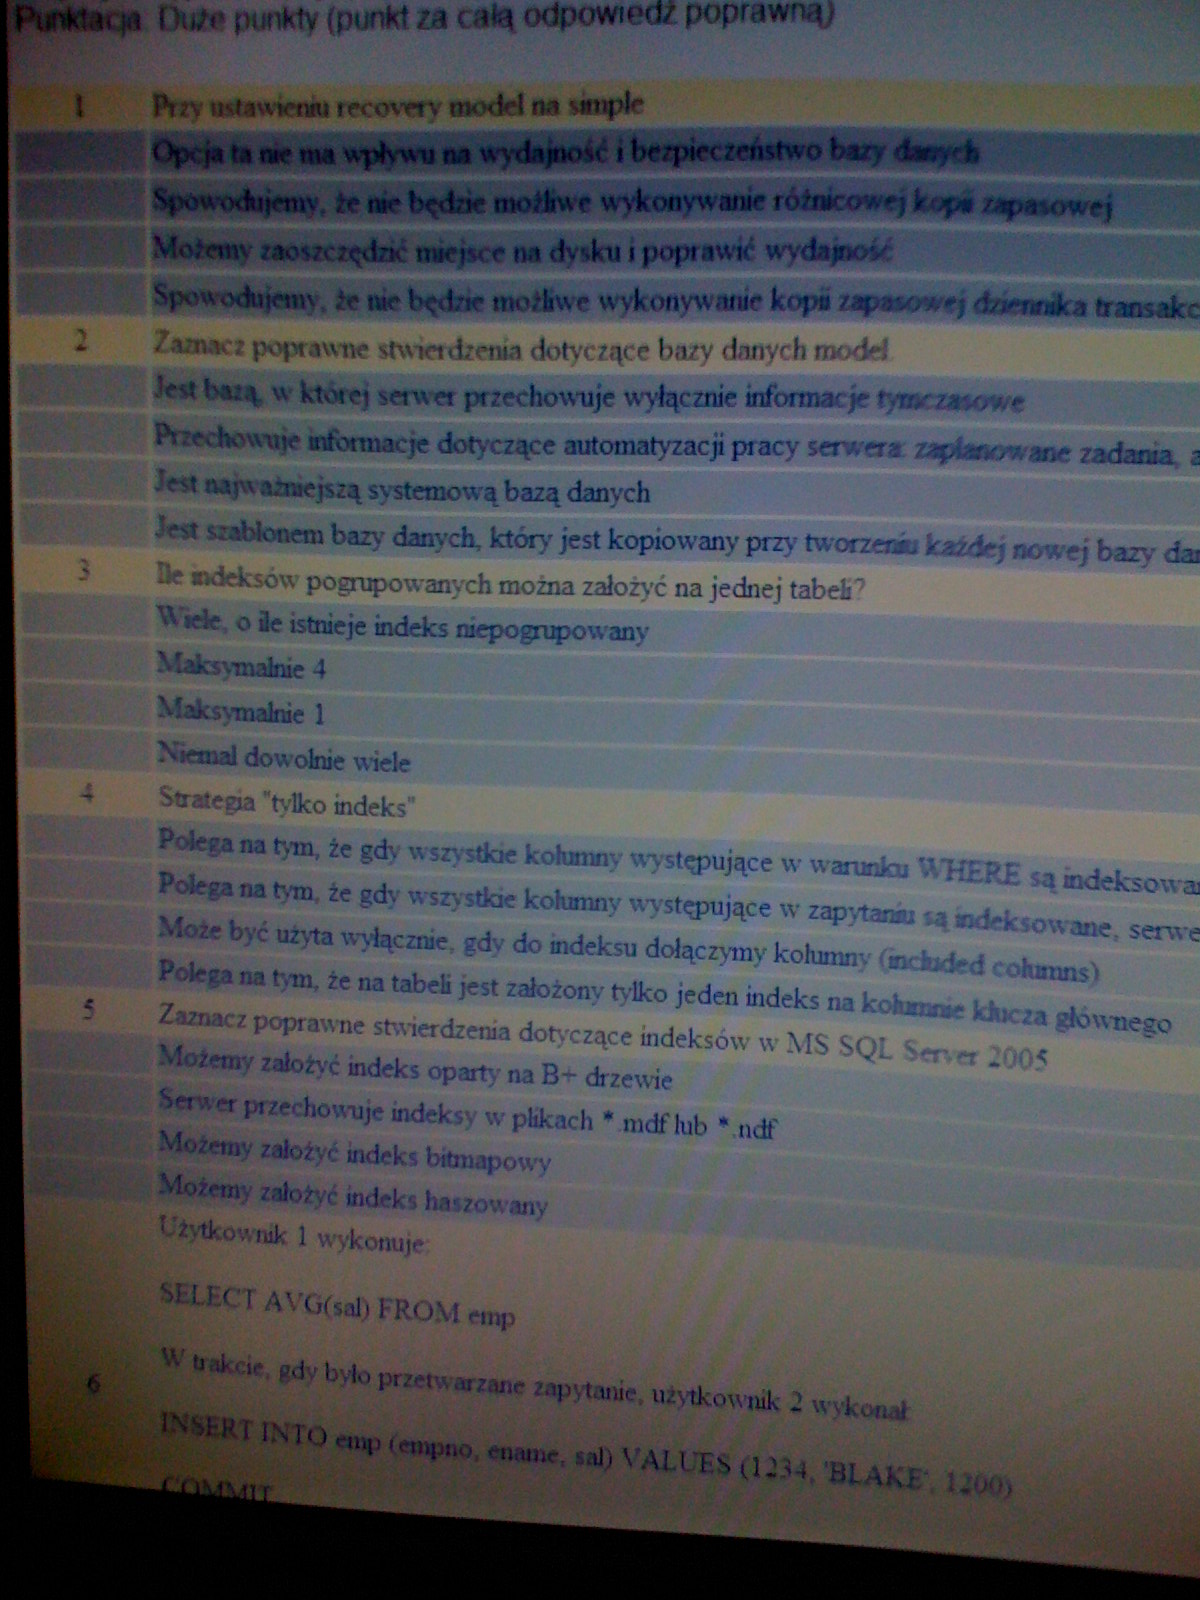 Punktacja: Duże punkty (punkt za całą odpowiedź poprawną)
1 Przy ustawieniu recovery model na simple
Opcja ta nie ma wpływu na wydajność i bezpieczeństwo bazy danych
Spowodujemy, że nie będzie możliwe wykonywanie różnicowej kopii zapasowej
Możemy zaoszczędzić miejsce na dysku i poprawić wydajność
Spowodujemy, że nie będzie możliwe wykonywanie kopii zapasowej dziennika transakc
2 Zaznacz poprawne stwierdzenia dotyczące bazy danych model
Jest bazą, w której serwer przechowuje wyłącznie informacje tymczasowe
Przechowuje informacje dotyczące automatyzacji pracy serwera: zaplanowane zadania, a
Jest najważniejszą systemową bazą danych
Jest szablonem bazy danych, który jest kopiowany przy tworzeniu każdej nowej bazy da
3 Ile indeksów pogrupowanych można założyć na jednej tabeli?
Wiele, o ile istnieje indeks niepogrupowany
Maksymalnie 4
Maksymalnie 1
Niemal dowolnie wiele
4 Strategia "tylko indeks"
Polega na tym, że gdy wszystkie kolumny występujące w warunku WHERE są indeksowa
Polega na tym, że gdy wszystkie kolumny występujące w zapytaniu są indeksowane, serwe
Może być użyta wyłącznie, gdy do indeksu dołączymy kolumny (included columns)
Polega na tym, że na tabeli jest założony tylko jeden indeks na kolumnie klucza głównego
5 Zaznacz poprawne stwierdzenia dotyczące indeksów w MS SQL Server 2005
Możemy założyć indeks oparty na B+ drzewie
Serwer przechowuje indeksy w plikach *.mdf lub *.ndf
Możemy założyć indeks bitmapowy
Możemy założyć indeks haszowany
Użytkownik 1 wykonuje:
SELECT AVG(sal) FROM emp
W trakcie, gdy było przetwarzane zapytanie, użytkownik 2 wykonał:
6
INSERT INTO emp (empno, ename, sal) VALUES (1234, 'BLAKE', 1200)
COMMIT